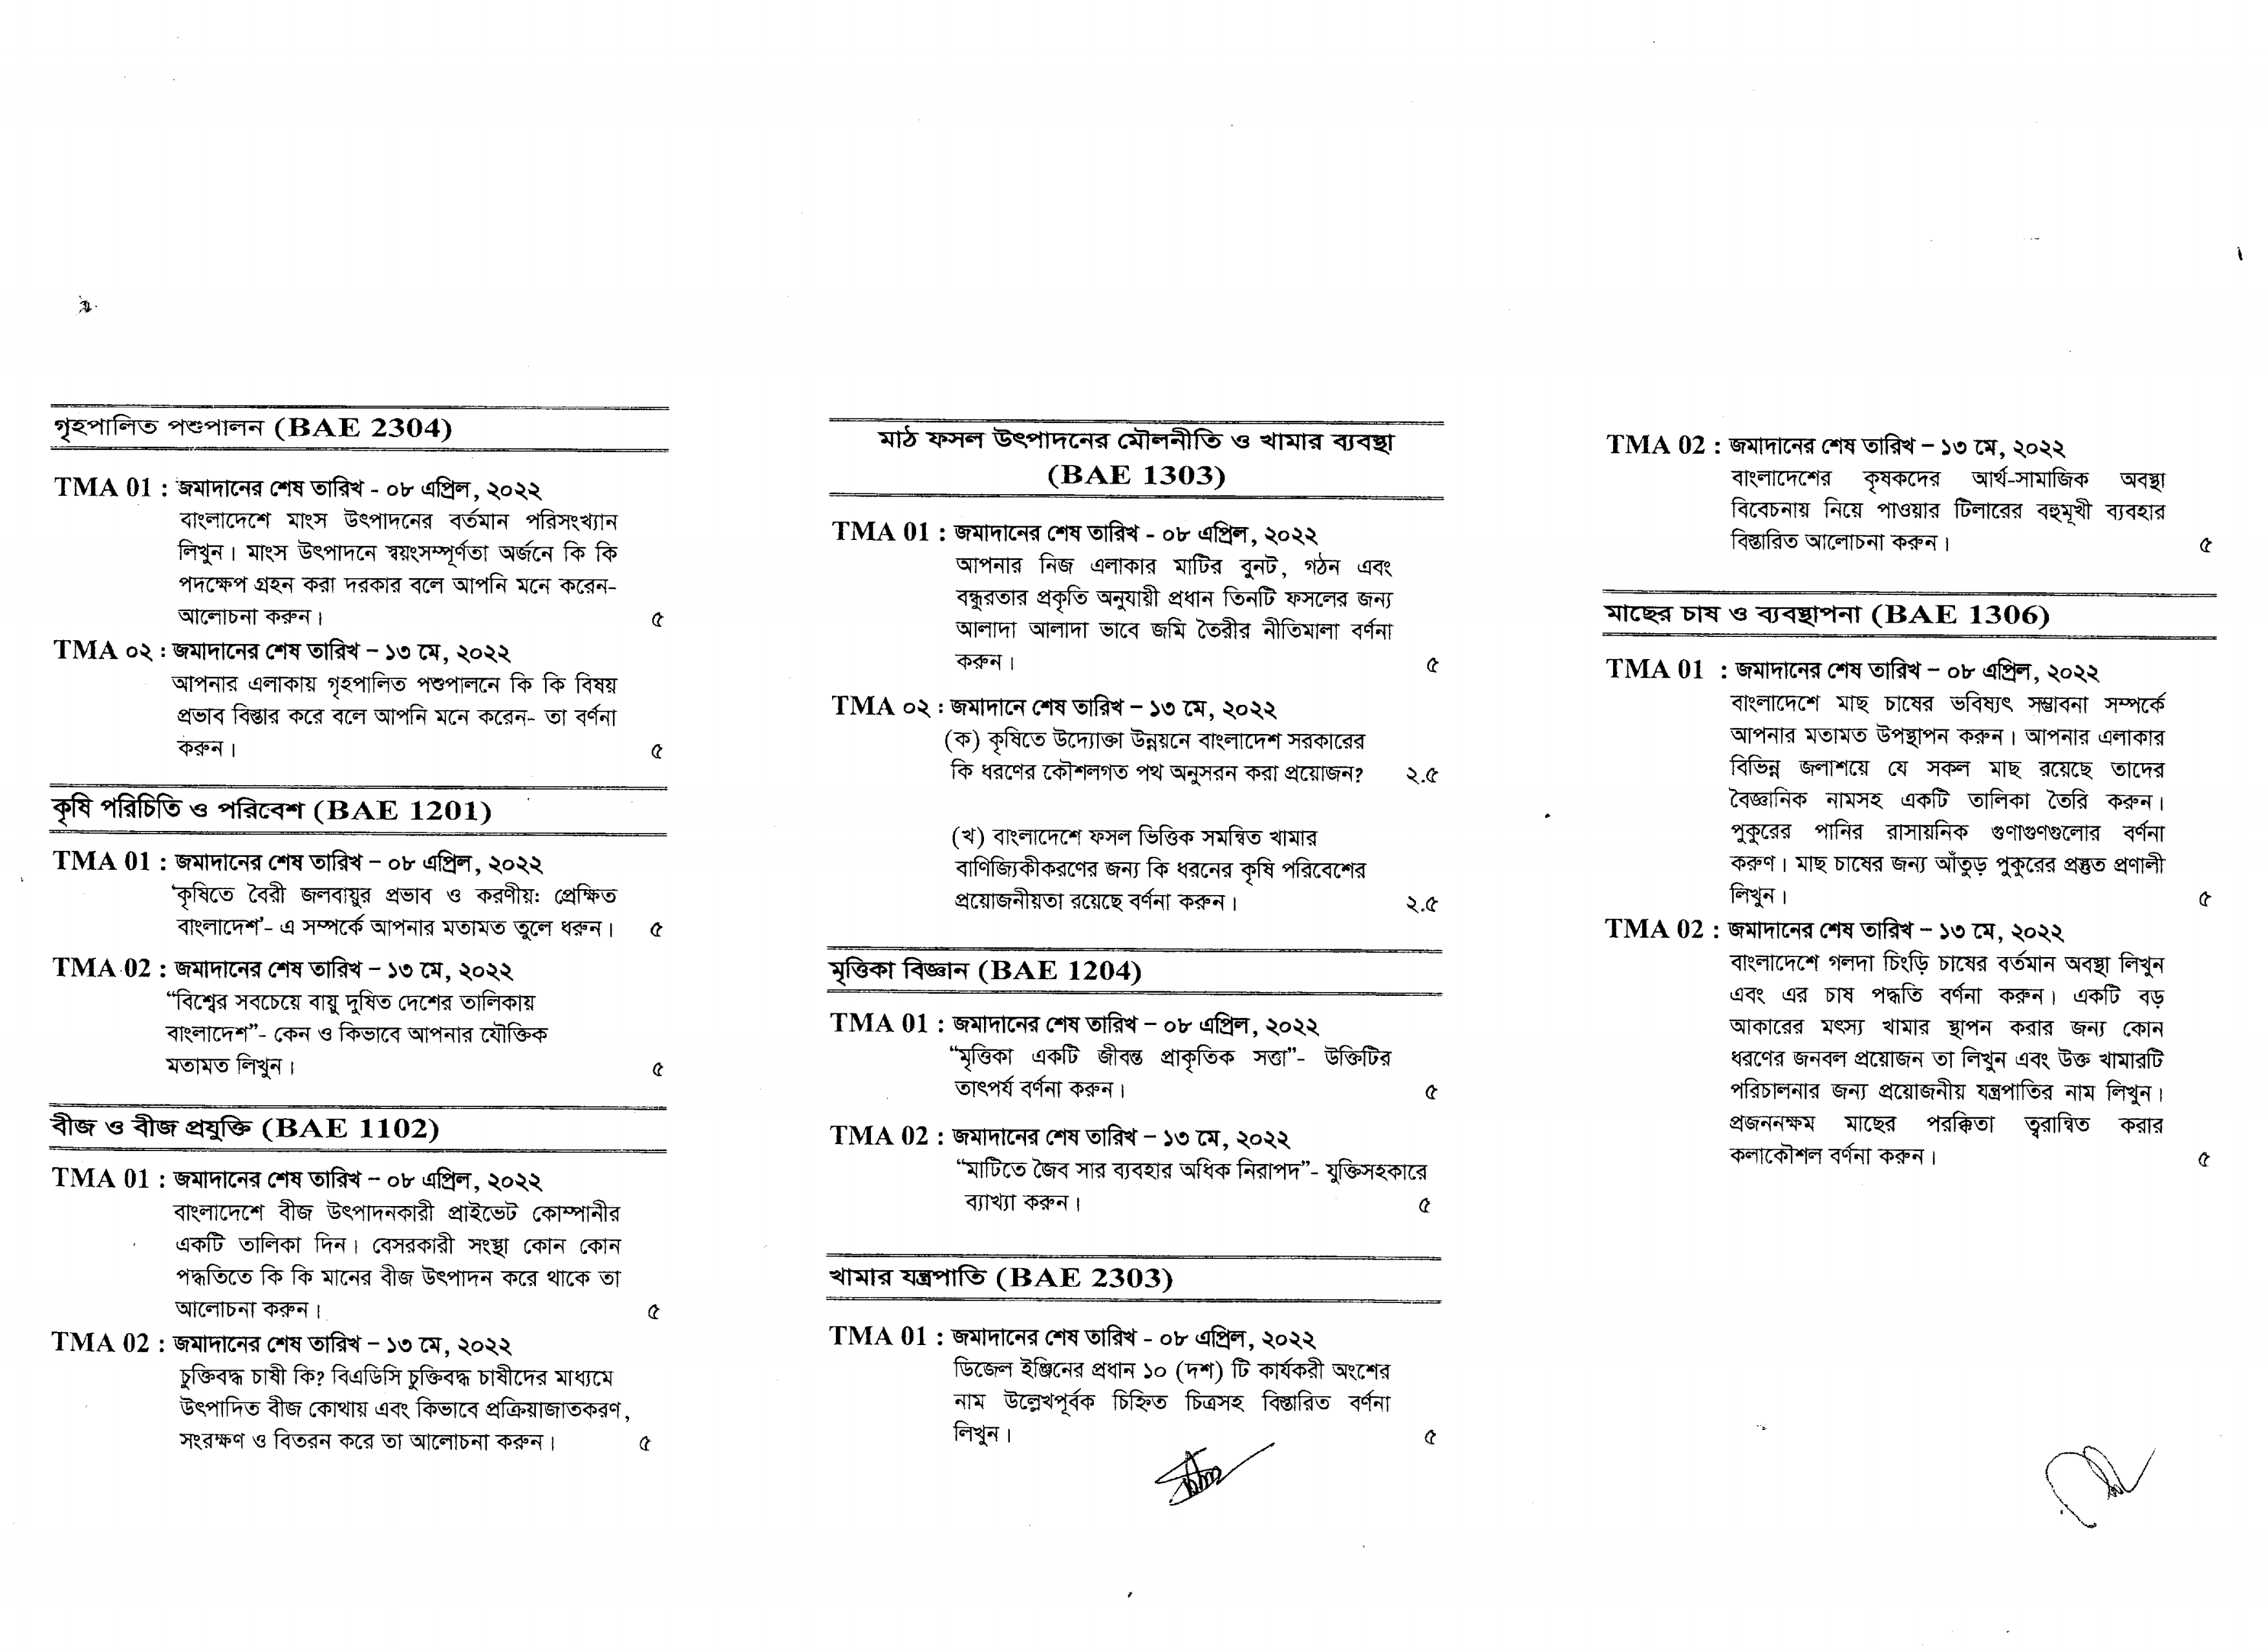 গৃহপালিত পশুপালন (BAE 2304)
TMA 01 : জমাদানের শেষ তারিখ - ০৮ এপ্রিল, ২০২২
বাংলাদেশে মাংস উৎপাদনের বর্তমান পরিসংখ্যান
লিখুন। মাংস উৎপাদনে স্বয়ংসম্পূর্ণতা অর্জনে কি কি
পদক্ষেপ গ্রহন করা দরকার বলে আপনি মনে করেন-
আলোচনা করুন। ৫
TMA ০২ : জমাদানের শেষ তারিখ – ১৩ মে, ২০২২
আপনার এলাকায় গৃহপালিত পশুপালনে কি কি বিষয়
প্রভাব বিস্তার করে বলে আপনি মনে করেন- তা বর্ণনা
করুন। ৫
কৃষি পরিচিতি ও পরিবেশ (BAE 1201)
TMA 01 : জমাদানের শেষ তারিখ – ০৮ এপ্রিল, ২০২২
‘কৃষিতে বৈরী জলবায়ুর প্রভাব ও করণীয়: প্রেক্ষিত
বাংলাদেশ’- এ সম্পর্কে আপনার মতামত তুলে ধরুন। ৫
TMA 02 : জমাদানের শেষ তারিখ – ১৩ মে, ২০২২
“বিশ্বের সবচেয়ে বায়ু দুষিত দেশের তালিকায়
বাংলাদেশ”- কেন ও কিভাবে আপনার যৌক্তিক
মতামত লিখুন। ৫
বীজ ও বীজ প্রযুক্তি (BAE 1102)
TMA 01 : জমাদানের শেষ তারিখ – ০৮ এপ্রিল, ২০২২
বাংলাদেশে বীজ উৎপাদনকারী প্রাইভেট কোম্পানীর
একটি তালিকা দিন। বেসরকারী সংস্থা কোন কোন
পদ্ধতিতে কি কি মানের বীজ উৎপাদন করে থাকে তা
আলোচনা করুন। ৫
TMA 02 : জমাদানের শেষ তারিখ – ১৩ মে, ২০২২
চুক্তিবদ্ধ চাষী কি? বিএডিসি চুক্তিবদ্ধ চাষীদের মাধ্যমে
উৎপাদিত বীজ কোথায় এবং কিভাবে প্রক্রিয়াজাতকরণ,
সংরক্ষণ ও বিতরন করে তা আলোচনা করুন। ৫
মাঠ ফসল উৎপাদনের মৌলনীতি ও খামার ব্যবস্থা
(BAE 1303)
TMA 01 : জমাদানের শেষ তারিখ - ০৮ এপ্রিল, ২০২২
আপনার নিজ এলাকার মাটির বুনট, গঠন এবং
বন্ধুরতার প্রকৃতি অনুযায়ী প্রধান তিনটি ফসলের জন্য
আলাদা আলাদা ভাবে জমি তৈরীর নীতিমালা বর্ণনা
করুন। ৫
TMA ০২ : জমাদানে শেষ তারিখ – ১৩ মে, ২০২২
(ক) কৃষিতে উদ্যোক্তা উন্নয়নে বাংলাদেশ সরকারের
কি ধরণের কৌশলগত পথ অনুসরন করা প্রয়োজন? ২.৫
(খ) বাংলাদেশে ফসল ভিত্তিক সমন্বিত খামার
বাণিজ্যিকীকরণের জন্য কি ধরনের কৃষি পরিবেশের
প্রয়োজনীয়তা রয়েছে বর্ণনা করুন। ২.৫
মৃত্তিকা বিজ্ঞান (BAE 1204)
TMA 01 : জমাদানের শেষ তারিখ – ০৮ এপ্রিল, ২০২২
“মৃত্তিকা একটি জীবন্ত প্রাকৃতিক সত্তা”- উক্তিটির
তাৎপর্য বর্ণনা করুন। ৫
TMA 02 : জমাদানের শেষ তারিখ – ১৩ মে, ২০২২
“মাটিতে জৈব সার ব্যবহার অধিক নিরাপদ”- যুক্তিসহকারে
ব্যাখ্যা করুন। ৫
খামার যন্ত্রপাতি (BAE 2303)
TMA 01 : জমাদানের শেষ তারিখ - ০৮ এপ্রিল, ২০২২
ডিজেল ইঞ্জিনের প্রধান ১০ (দশ) টি কার্যকরী অংশের
নাম উল্লেখপূর্বক চিহ্নিত চিত্রসহ বিস্তারিত বর্ণনা
লিখুন। ৫
TMA 02 : জমাদানের শেষ তারিখ – ১৩ মে, ২০২২
বাংলাদেশের কৃষকদের আর্থ-সামাজিক অবস্থা
বিবেচনায় নিয়ে পাওয়ার টিলারের বহুমূখী ব্যবহার
বিস্তারিত আলোচনা করুন। ৫
মাছের চাষ ও ব্যবস্থাপনা (BAE 1306)
TMA 01 : জমাদানের শেষ তারিখ – ০৮ এপ্রিল, ২০২২
বাংলাদেশে মাছ চাষের ভবিষ্যৎ সম্ভাবনা সম্পর্কে
আপনার মতামত উপস্থাপন করুন। আপনার এলাকার
বিভিন্ন জলাশয়ে যে সকল মাছ রয়েছে তাদের
বৈজ্ঞানিক নামসহ একটি তালিকা তৈরি করুন।
পুকুরের পানির রাসায়নিক গুণাগুণগুলোর বর্ণনা
করুণ। মাছ চাষের জন্য আঁতুড় পুকুরের প্রস্তুত প্রণালী
লিখুন। ৫
TMA 02 : জমাদানের শেষ তারিখ – ১৩ মে, ২০২২
বাংলাদেশে গলদা চিংড়ি চাষের বর্তমান অবস্থা লিখুন
এবং এর চাষ পদ্ধতি বর্ণনা করুন। একটি বড়
আকারের মৎস্য খামার স্থাপন করার জন্য কোন
ধরণের জনবল প্রয়োজন তা লিখুন এবং উক্ত খামারটি
পরিচালনার জন্য প্রয়োজনীয় যন্ত্রপাতির নাম লিখুন।
প্রজননক্ষম মাছের পরক্কিতা ত্বরান্বিত করার
কলাকৌশল বর্ণনা করুন। ৫